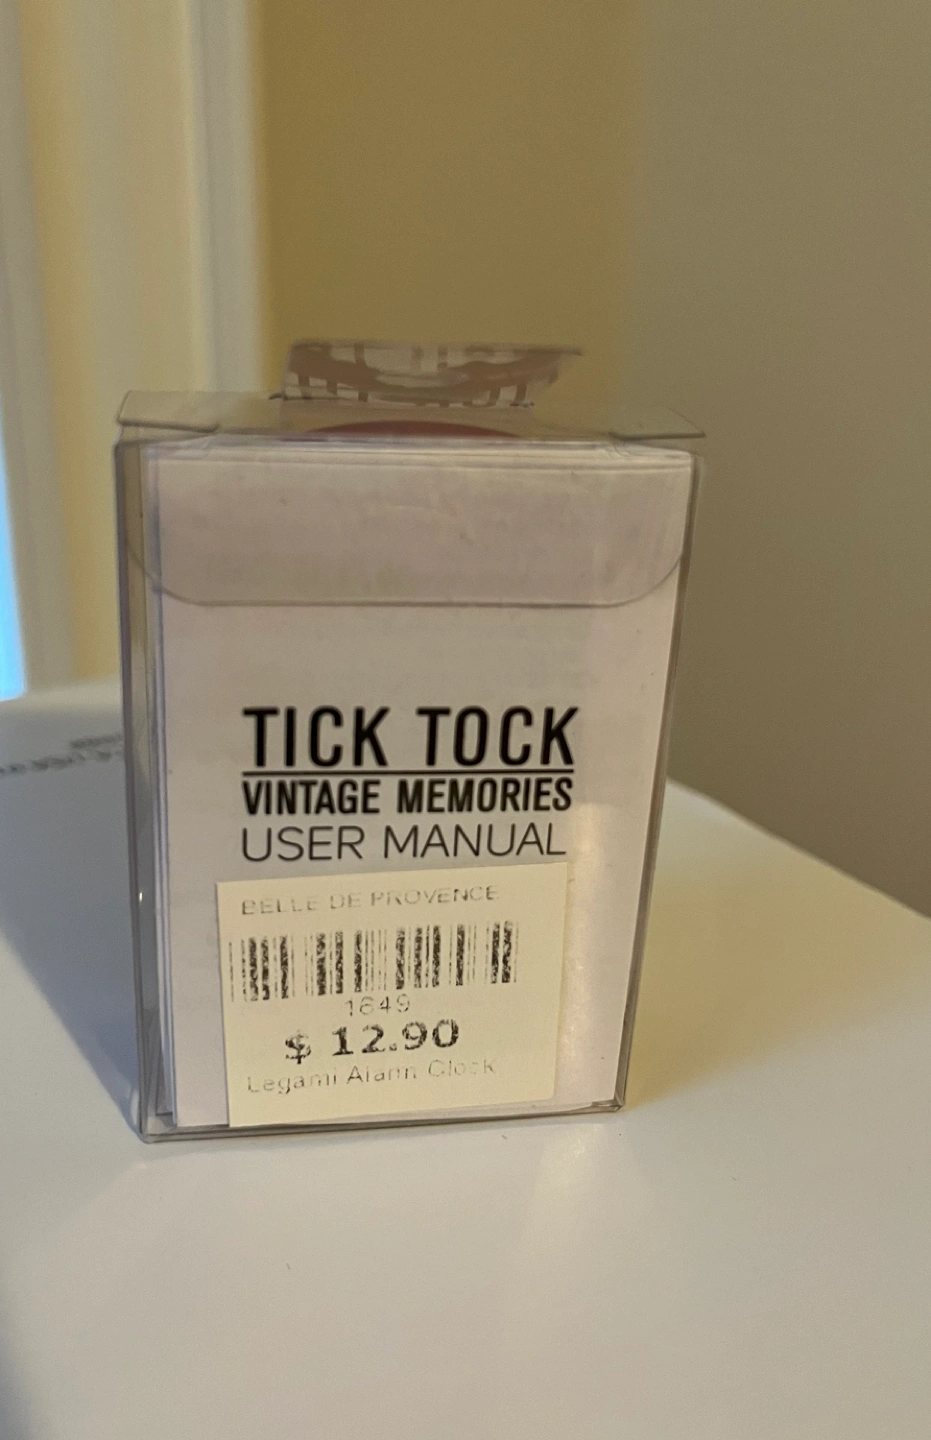 TICK TOCK
VINTAGE MEMORIES
USER MANUAL
BELLE DE PROVENCE
1649
$ 12.90
Legami Alarm Clock